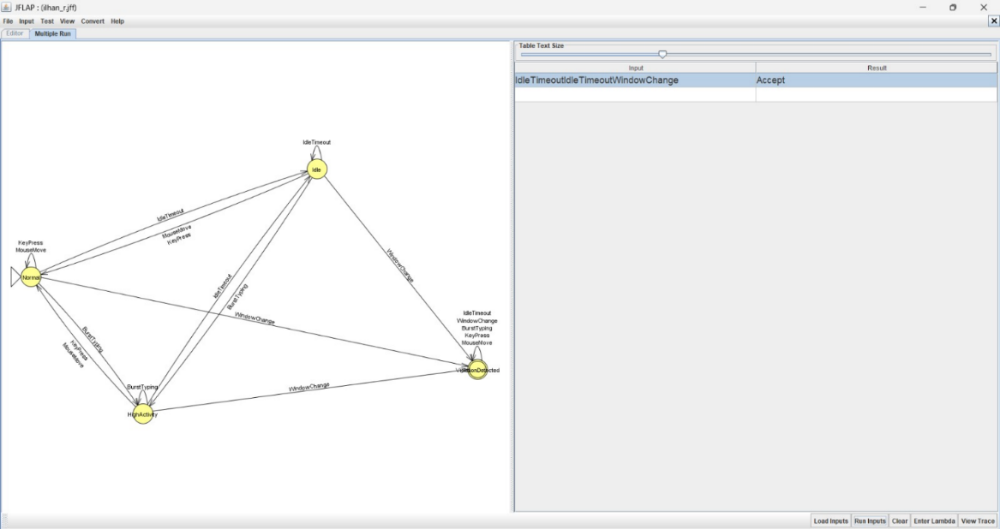 JFLAP : (ilhan_r.jff)
File Input Test View Convert Help
Editor Multiple Run
Table Text Size
Input Result
IdleTimeoutIdleTimeoutWindowChange Accept
IdleTimeout
Idle
IdleTimeout
MouseMove
KeyPress
KeyPress
MouseMove
Normal
IdleTimeout
BurstTyping
WindowChange
WindowChange
BurstTyping
KeyPress
MouseMove
IdleTimeout
WindowChange
BurstTyping
KeyPress
MouseMove
BurstTyping
HighActivity
WindowChange
Load Inputs Run Inputs Clear Enter Lambda View Trace